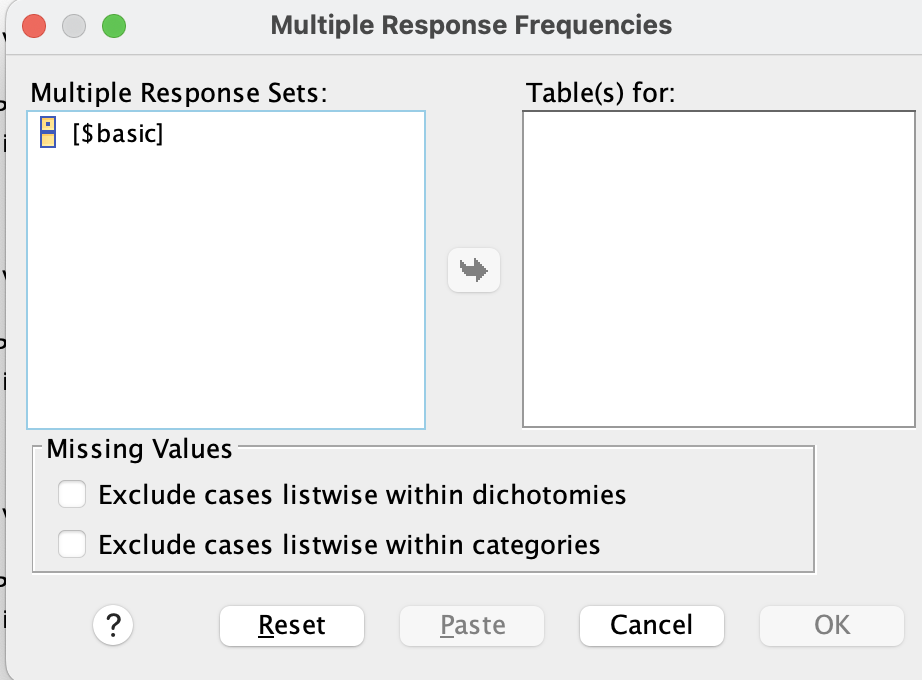 Multiple Response Frequencies
Multiple Response Sets:
[$basic]
Table(s) for:
Missing Values
Exclude cases listwise within dichotomies
Exclude cases listwise within categories
? Reset Paste Cancel OK